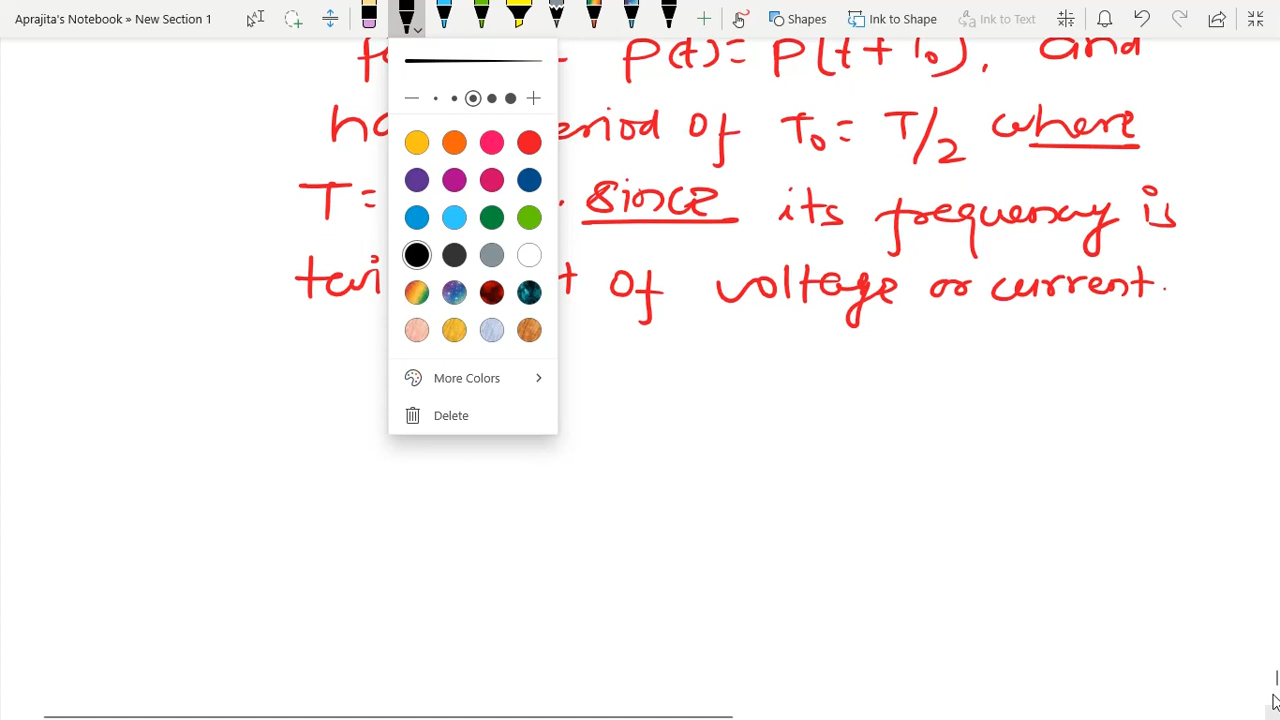 Aprajita's Notebook » New Section 1
Shapes
Ink to Shape
Ink to Text
P(t) = P(t + T₀), and
of T₀ = T/2 where
T = Since its frequency is
of voltage or current.
More Colors
Delete